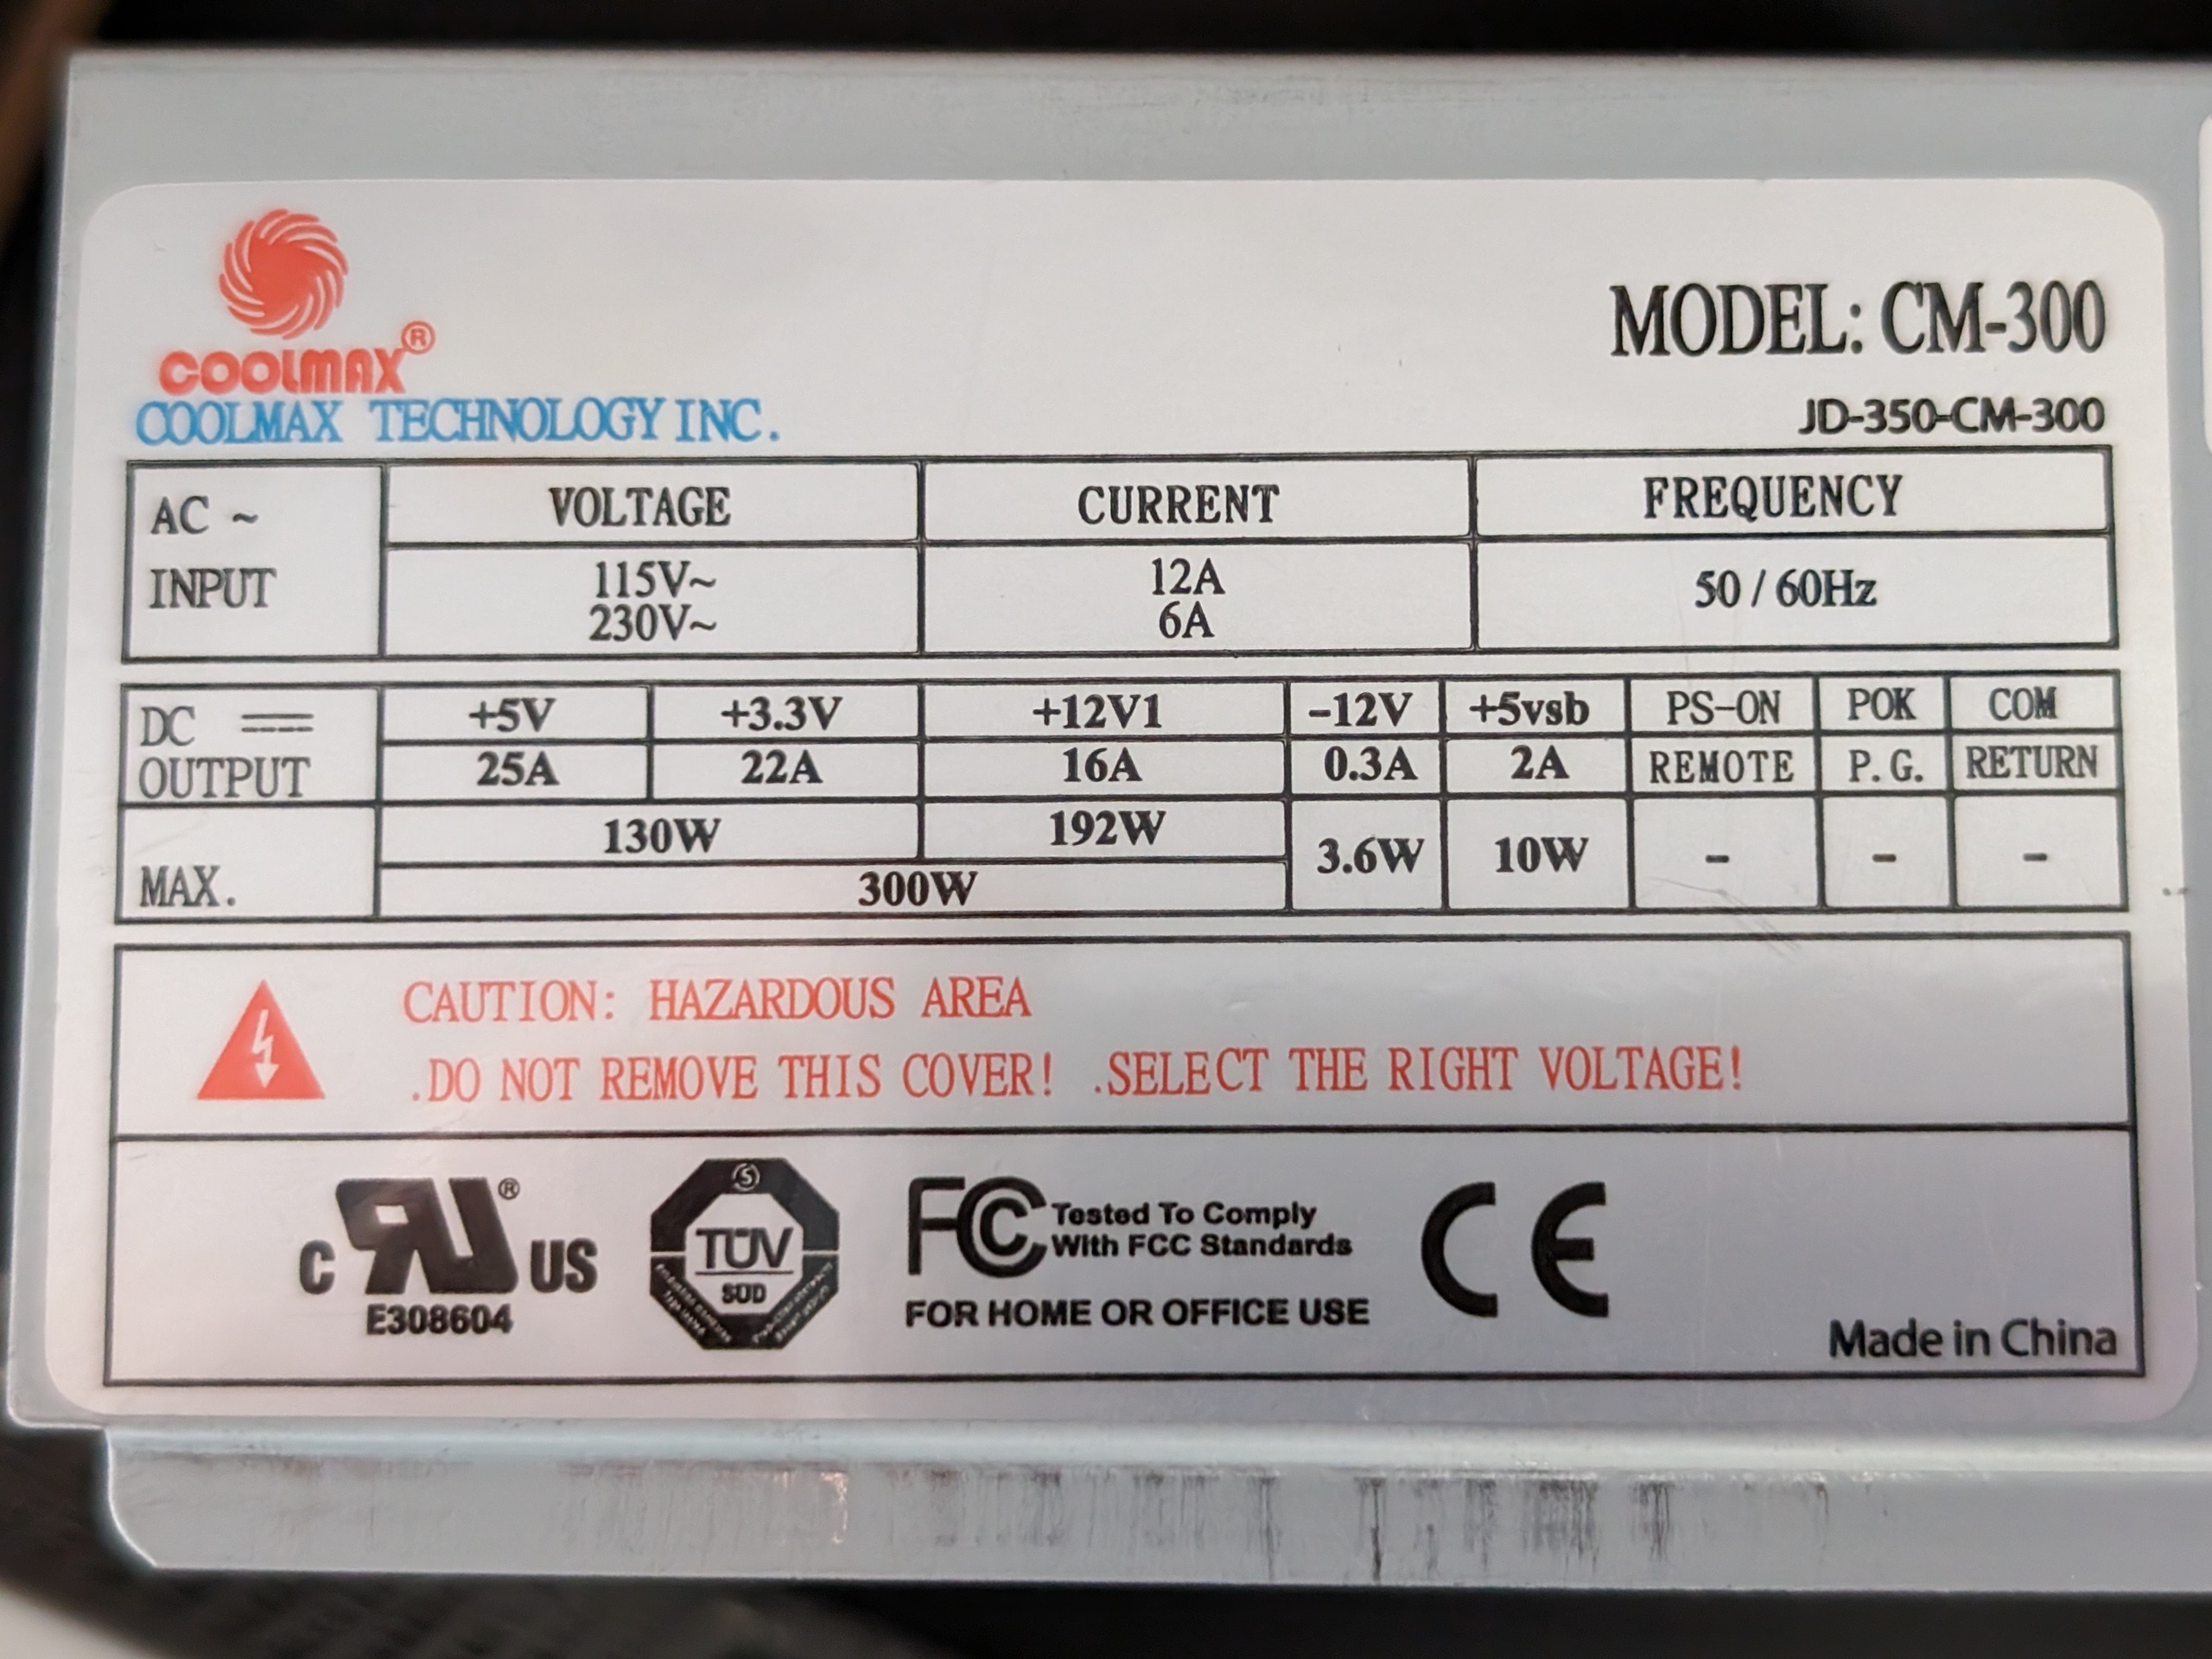 COOLMAX®
COOLMAX TECHNOLOGY INC.
MODEL: CM-300
JD-350-CM-300
AC ~ INPUT VOLTAGE CURRENT FREQUENCY
115V~ 12A 50 / 60Hz
230V~ 6A
DC OUTPUT +5V +3.3V +12V1 -12V +5vsb PS-ON POK COM
25A 22A 16A 0.3A 2A REMOTE P.G. RETURN
MAX. 130W 192W 3.6W 10W - - -
300W
CAUTION: HAZARDOUS AREA
.DO NOT REMOVE THIS COVER! .SELECT THE RIGHT VOLTAGE!
C RU ® US
E308604
S
TÜV
SÜD
FC Tested To Comply
With FCC Standards
FOR HOME OR OFFICE USE
CE
Made in China